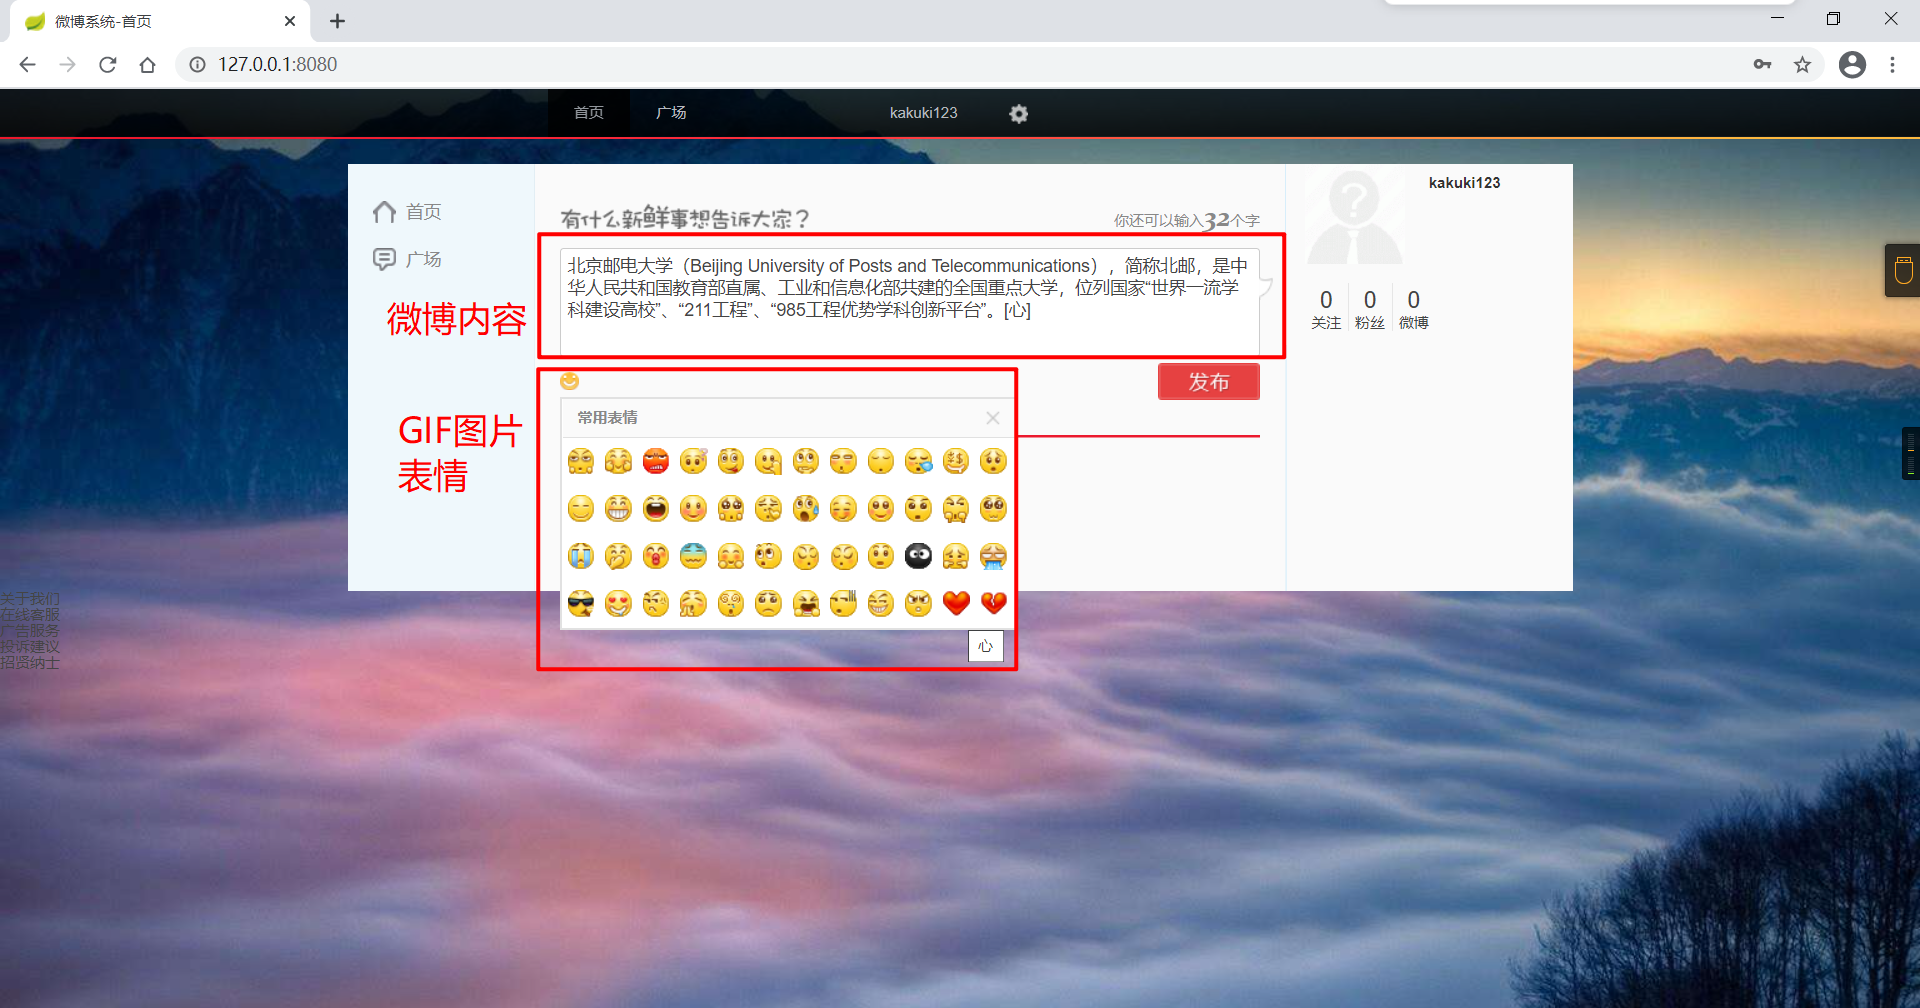 微博系统-首页
127.0.0.1:8080
首页
广场
kakuki123
首页
广场
有什么新鲜事想告诉大家？
你还可以输入32个字
北京邮电大学（Beijing University of Posts and Telecommunications），简称北邮，是中
华人民共和国教育部直属、工业和信息化部共建的全国重点大学，位列国家“世界一流学
科建设高校”、“211工程”、“985工程优势学科创新平台”。[心]
微博内容
发布
GIF图片
表情
常用表情
心
kakuki123
0
0
0
关注
粉丝
微博
关于我们
在线客服
广告服务
投诉建议
招贤纳士